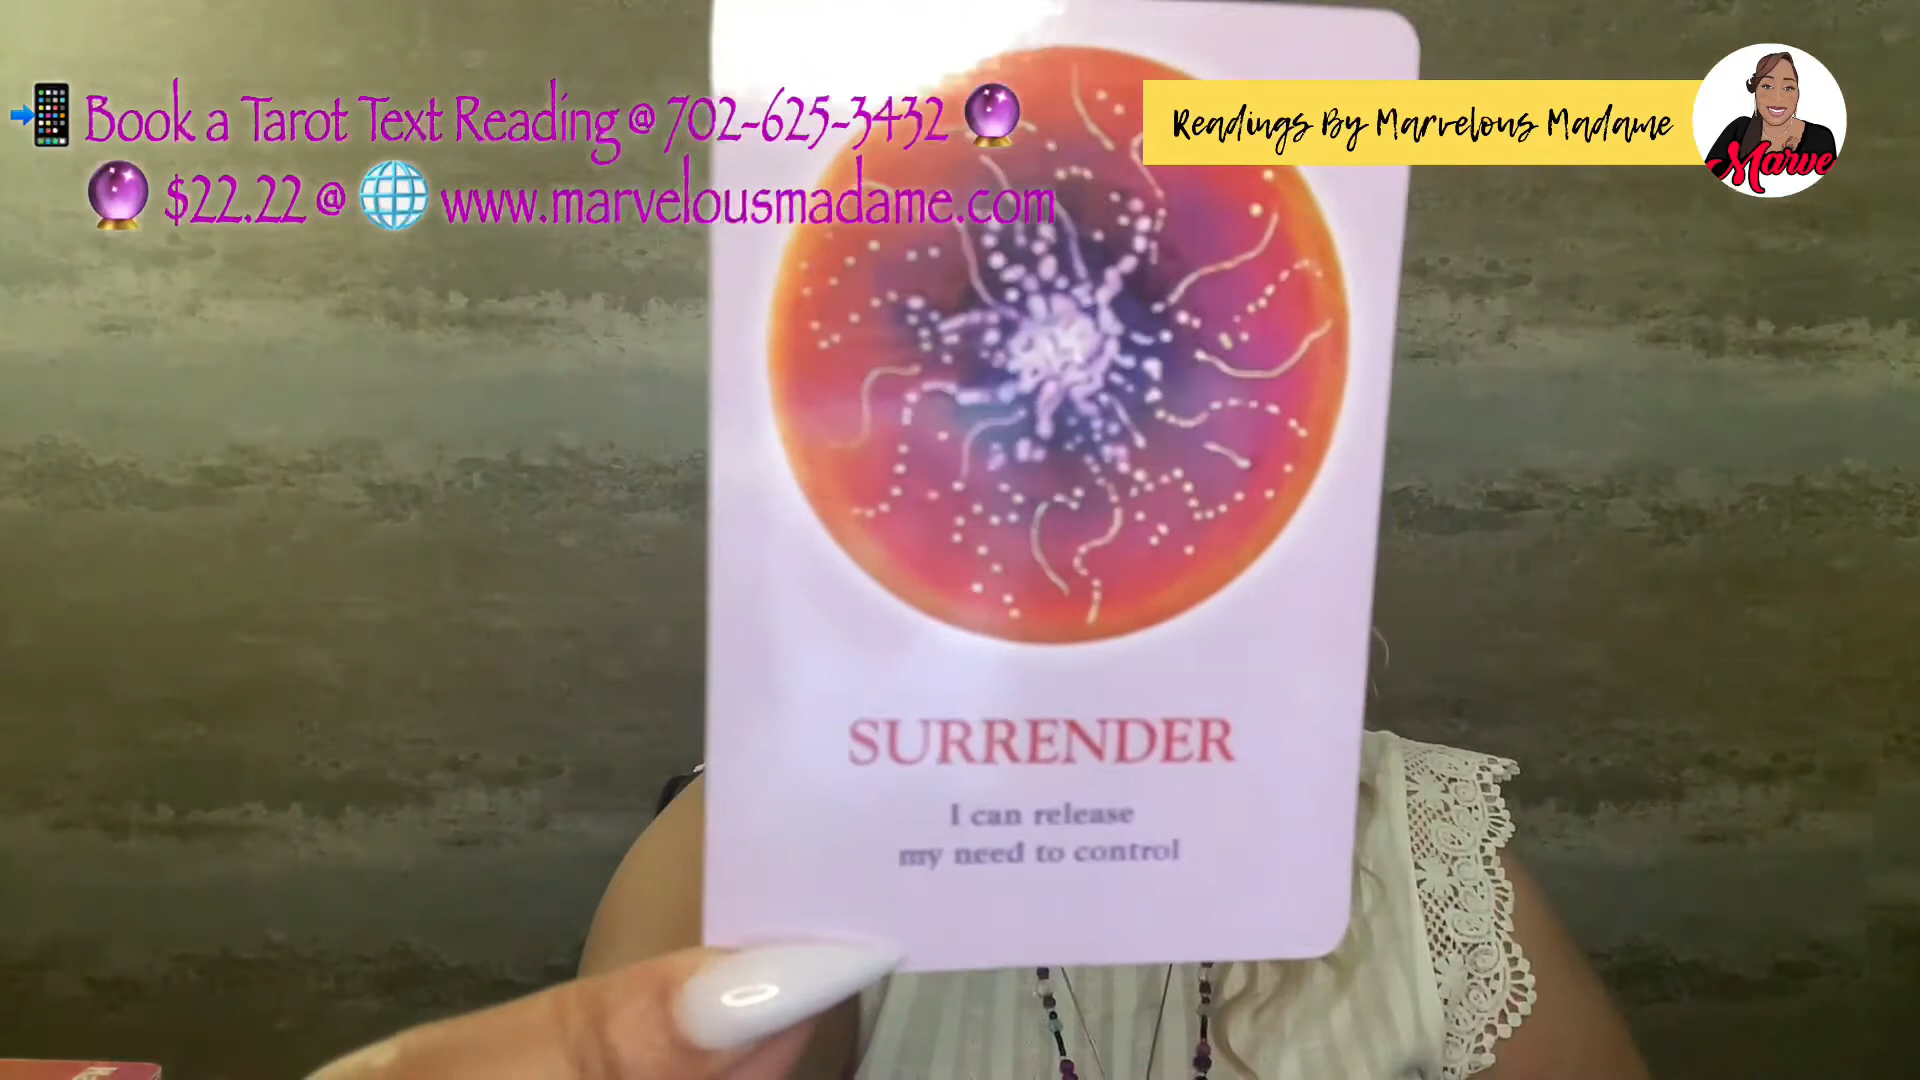 Book a Tarot Text Reading @ 702-625-3432
$22.22 @ www.marvelousmadame.com
Readings By Marvelous Madame
Marve
SURRENDER
I can release
my need to control